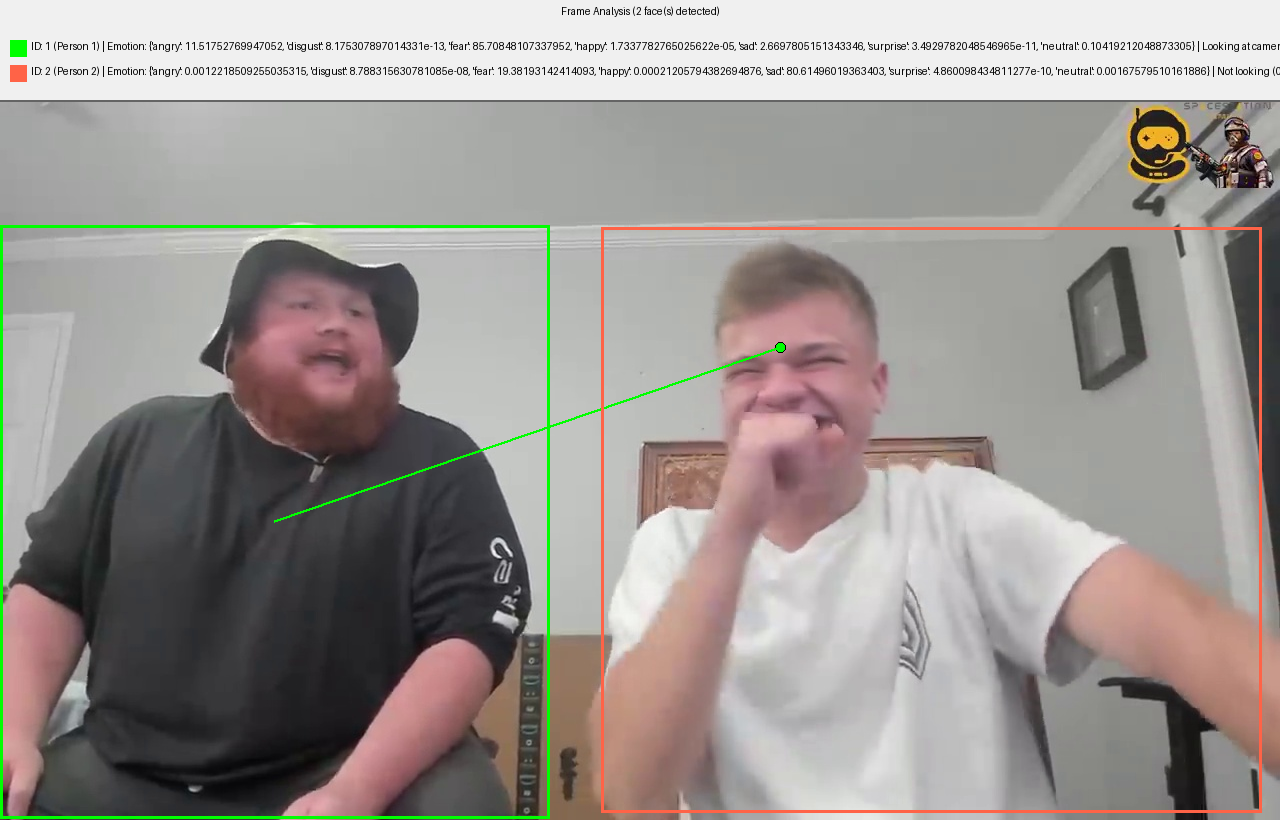 Frame Analysis (2 face(s) detected)
ID: 1 (Person 1) | Emotion: {'angry': 11.51752769947052, 'disgust': 8.175307897014331e-13, 'fear': 85.70848107337952, 'happy': 1.7337782765025622e-05, 'sad': 2.6697805151343346, 'surprise': 3.4929782048546965e-11, 'neutral': 0.10419212048873305} | Looking at camer
ID: 2 (Person 2) | Emotion: {'angry': 0.0012218509255035315, 'disgust': 8.788315630781085e-08, 'fear': 19.38193142414093, 'happy': 0.00021205794382694876, 'sad': 80.61496019363403, 'surprise': 4.860098434811277e-10, 'neutral': 0.00167579510161886} | Not looking (0
SPACESTATION